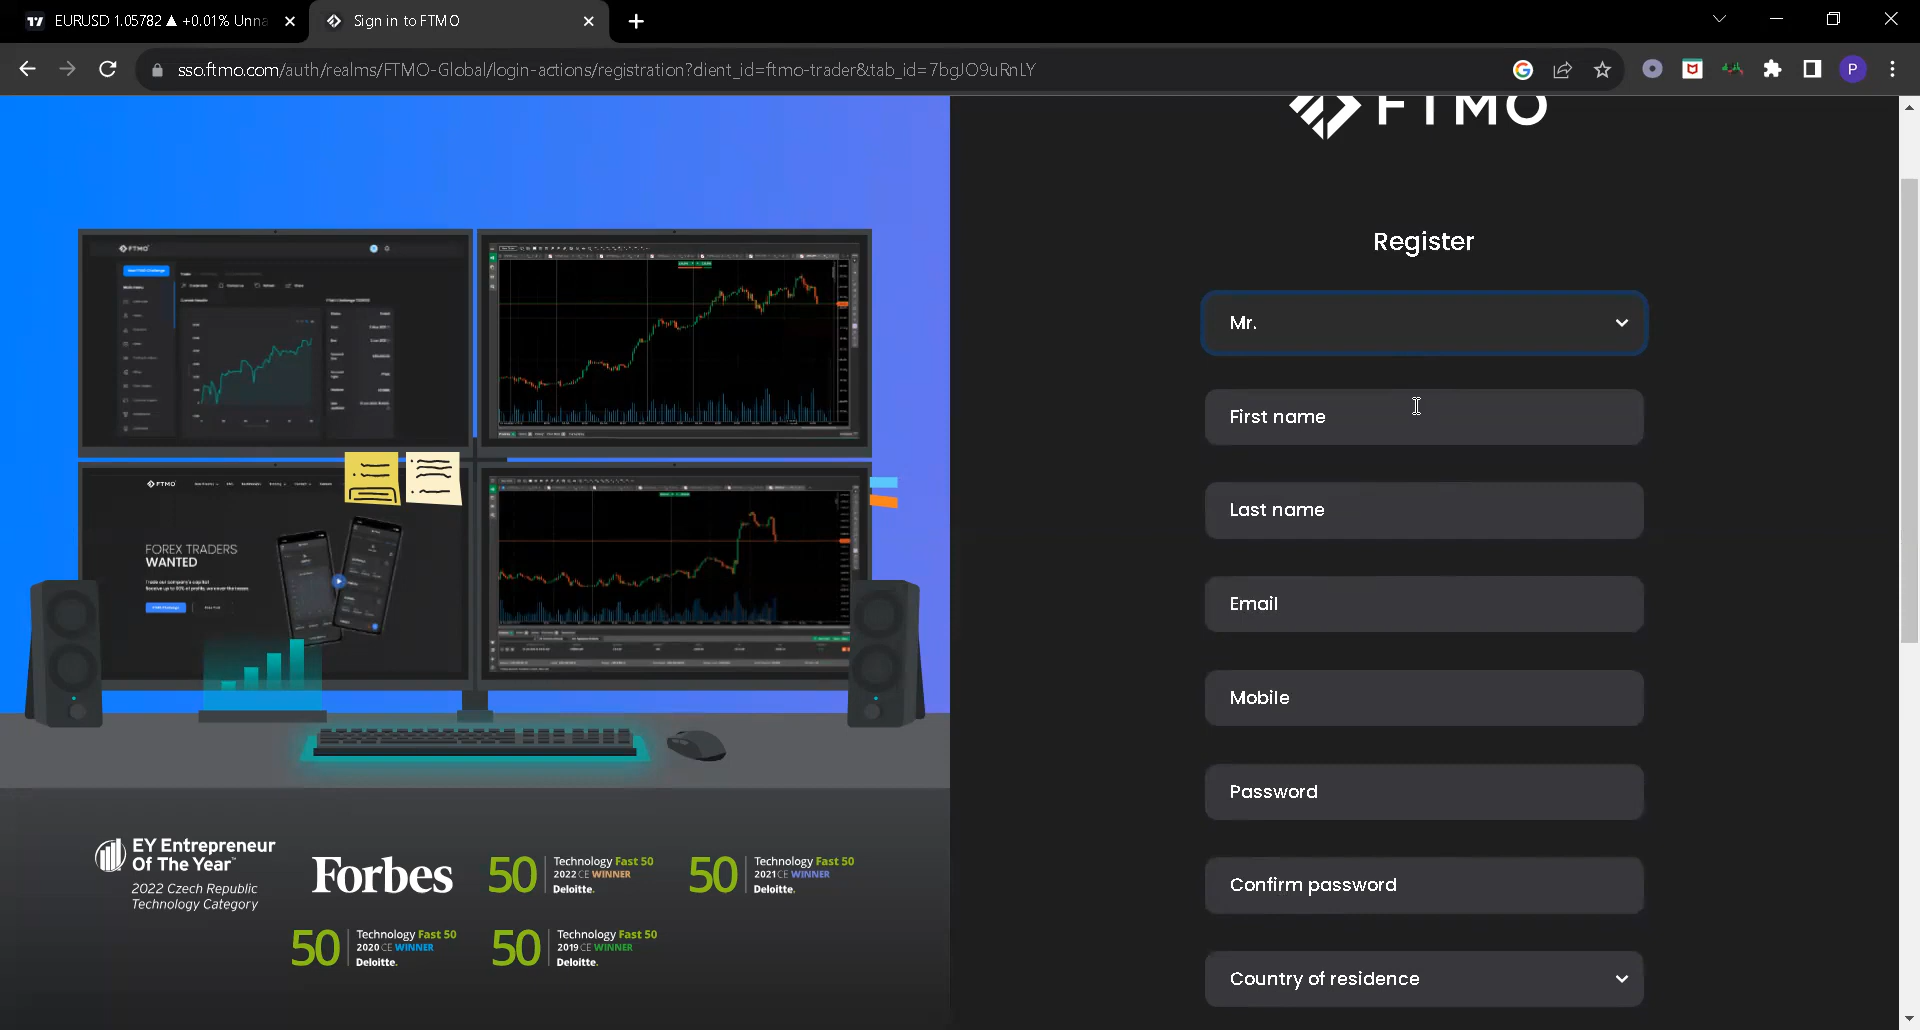 EURUSD 1.05782 ▲ +0.01% Unna
Sign in to FTMO
sso.ftmo.com/auth/realms/FTMO-Global/login-actions/registration?client_id=ftmo-trader&tab_id=7bgJO9uRnLY
P
FTMO
Register
Mr.
First name
Last name
Email
Mobile
Password
Confirm password
Country of residence
FTMO
FTMO
FOREX TRADERS
WANTED
EY Entrepreneur
Of The Year™
2022 Czech Republic
Technology Category
Forbes
50 Technology Fast 50
2022 CE WINNER
Deloitte.
50 Technology Fast 50
2021 CE WINNER
Deloitte.
50 Technology Fast 50
2020 CE WINNER
Deloitte.
50 Technology Fast 50
2019 CE WINNER
Deloitte.